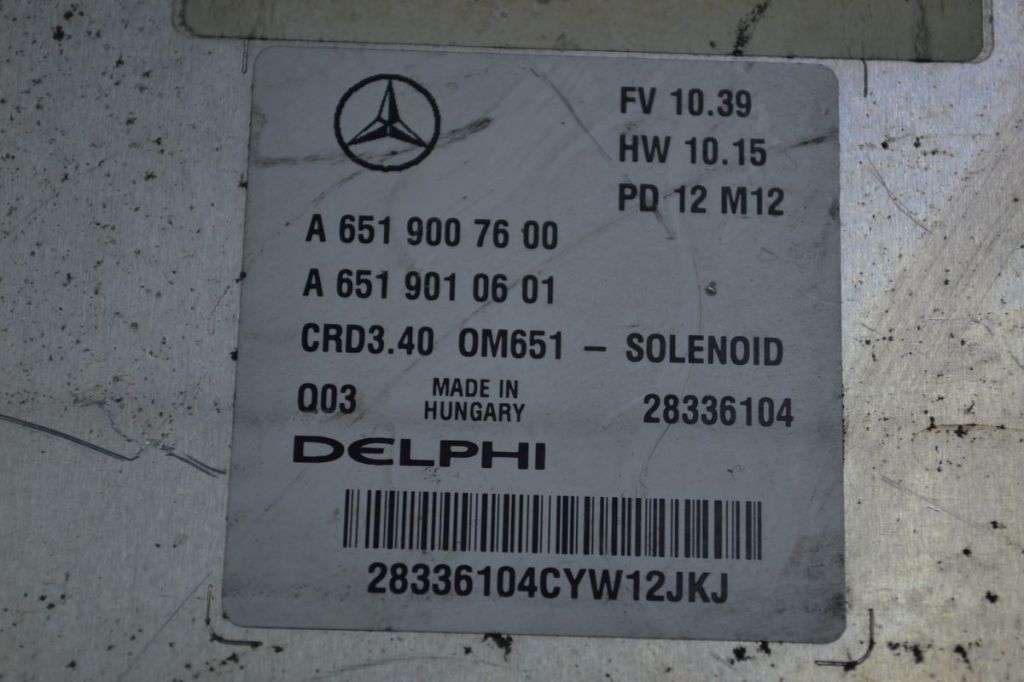 FV 10.39
HW 10.15
PD 12 M12
A 651 900 76 00
A 651 901 06 01
CRD3.40 OM651 – SOLENOID
Q03 MADE IN HUNGARY 28336104
DELPHI
28336104CYW12JKJ